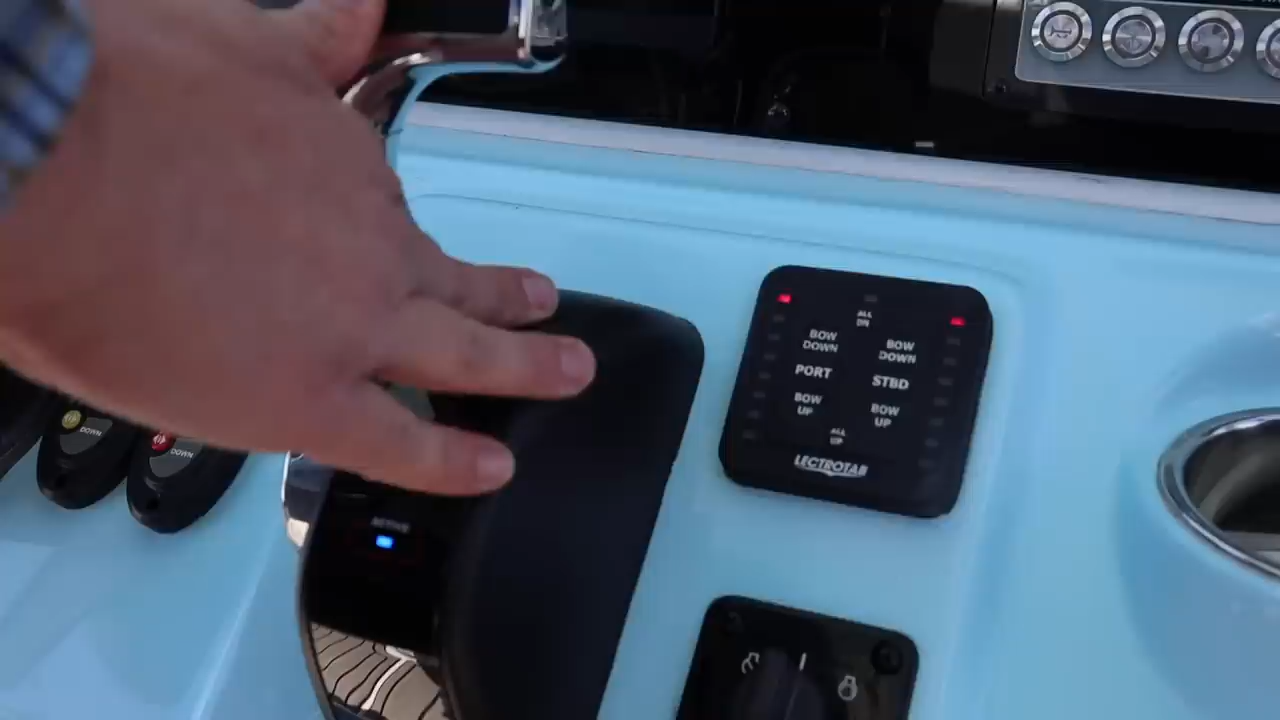 ALL
DN
BOW
DOWN
BOW
DOWN
PORT
STBD
BOW
UP
BOW
UP
ALL
UP
LECTROTAB
DOWN
DOWN
ACTIVE